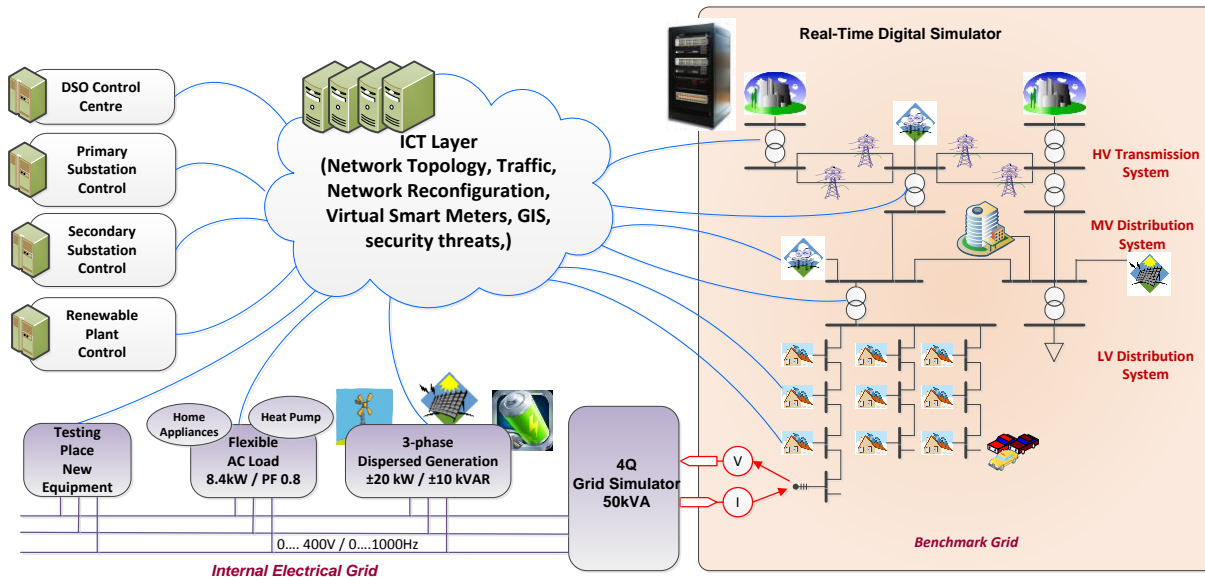 Real-Time Digital Simulator
DSO Control
Centre
Primary
Substation
Control
Secondary
Substation
Control
Renewable
Plant
Control
ICT Layer
(Network Topology, Traffic,
Network Reconfiguration,
Virtual Smart Meters, GIS,
security threats,)
HV Transmission
System
MV Distribution
System
LV Distribution
System
Home
Appliances
Heat Pump
Testing
Place
New
Equipment
Flexible
AC Load
8.4kW / PF 0.8
3-phase
Dispersed Generation
±20 kW / ±10 kVAR
4Q
Grid Simulator
50kVA
V
I
0.... 400V / 0....1000Hz
Internal Electrical Grid
Benchmark Grid